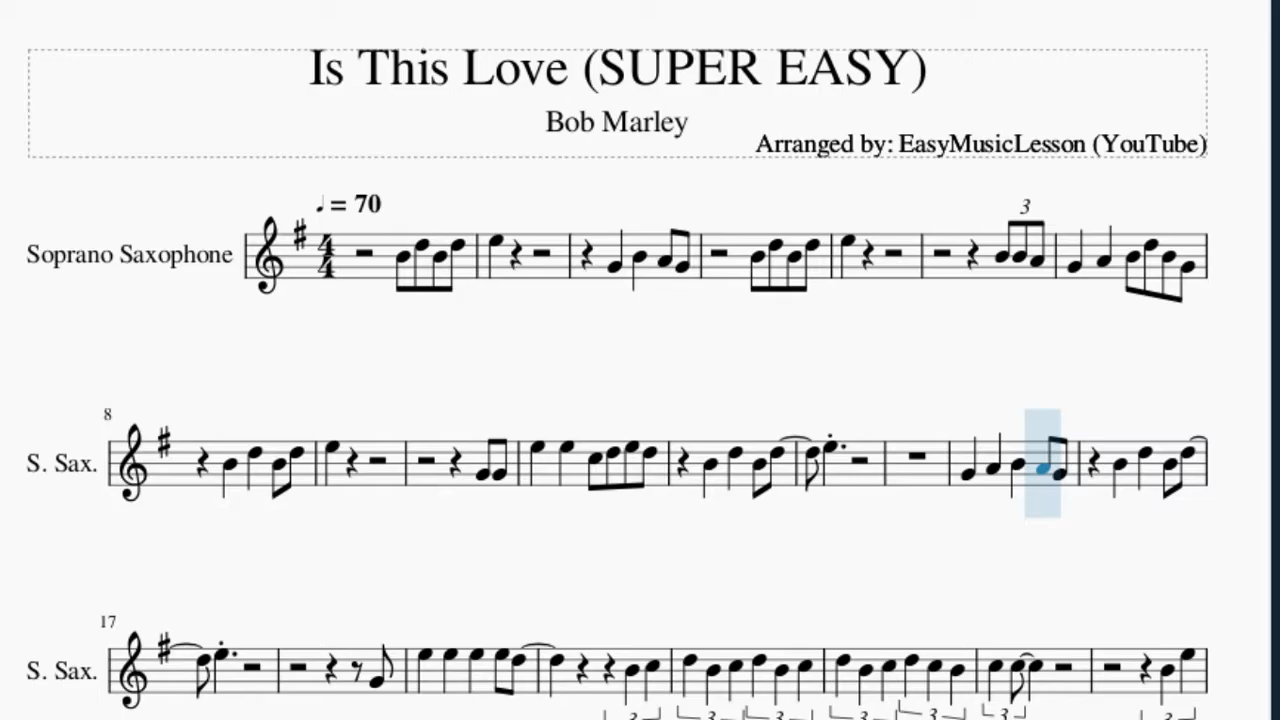 Is This Love (SUPER EASY)
Bob Marley
Arranged by: EasyMusicLesson (YouTube)
♩ = 70
3
Soprano Saxophone
4
4
8
S. Sax.
17
S. Sax.
3 3 3 3 3 3 3